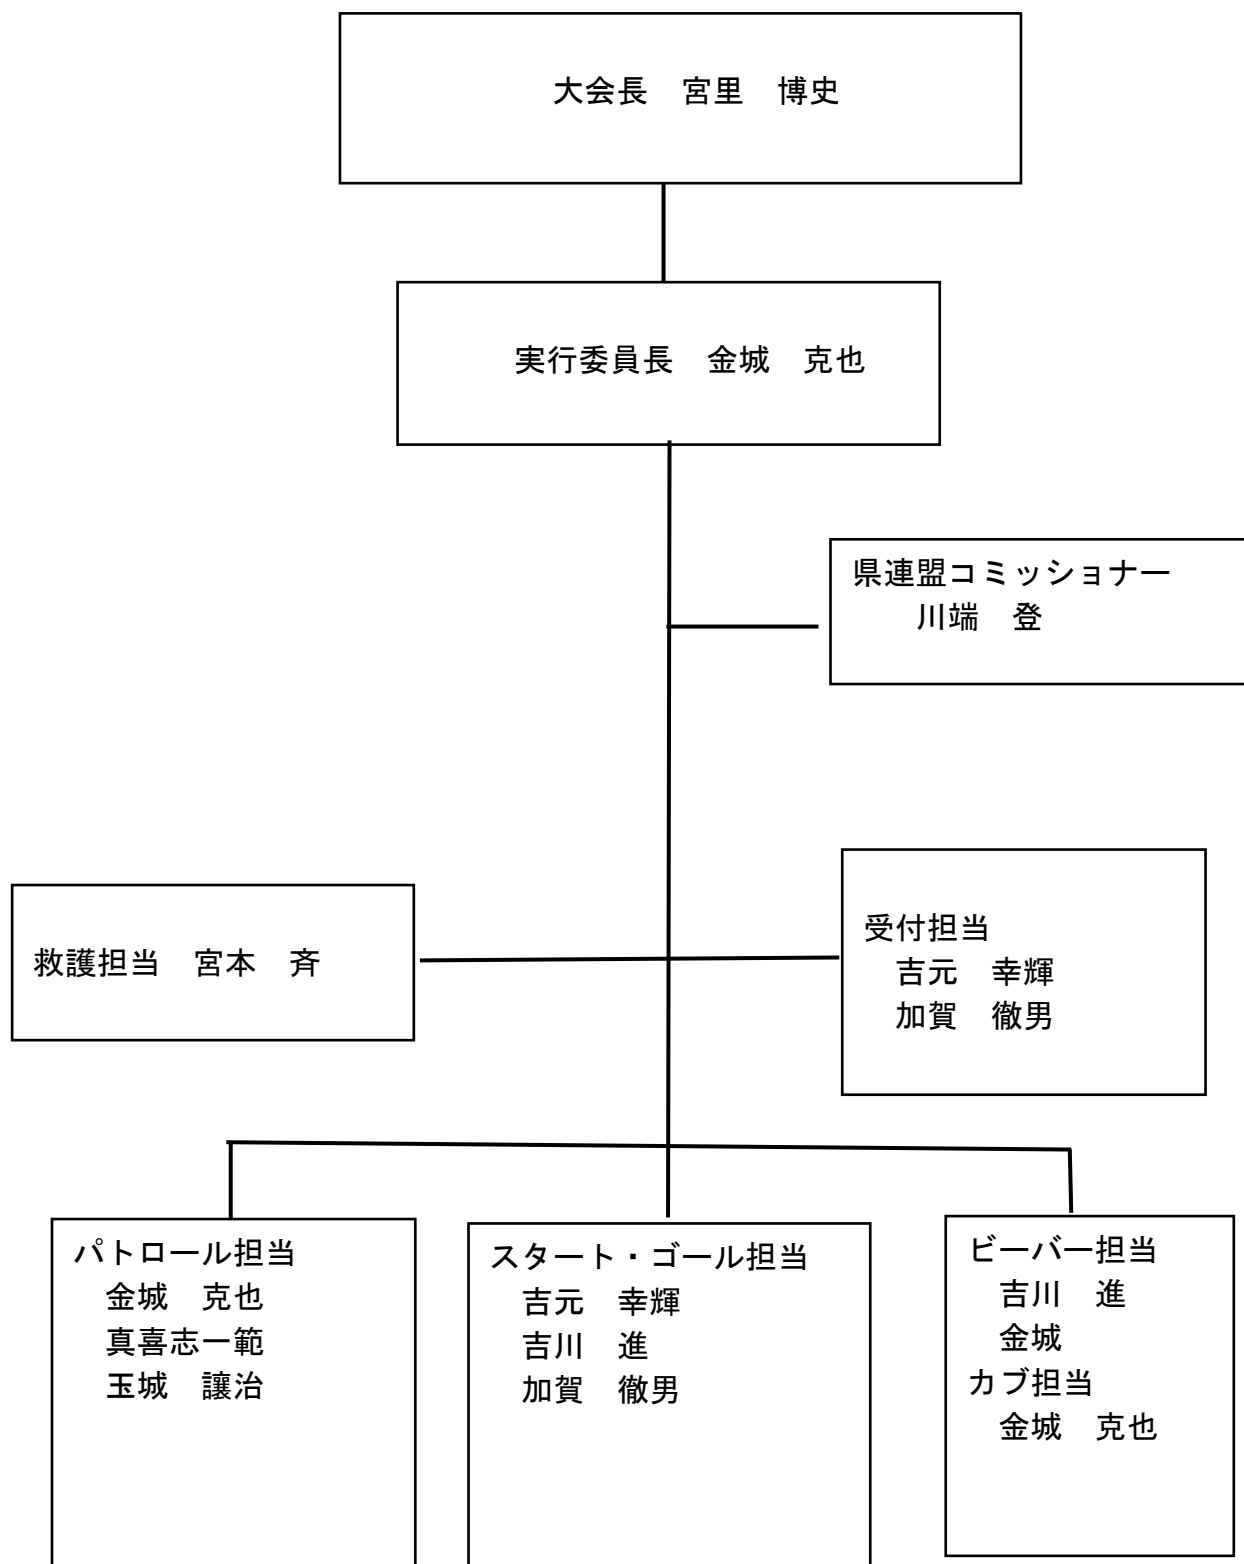 大会長　宮里　博史
実行委員長　金城　克也
県連盟コミッショナー
川端　登
救護担当　宮本　斉
受付担当
吉元　幸輝
加賀　徹男
パトロール担当
金城　克也
真喜志一範
玉城　譲治
スタート・ゴール担当
吉元　幸輝
吉川　進
加賀　徹男
ビーバー担当
吉川　進
金城
カブ担当
金城　克也